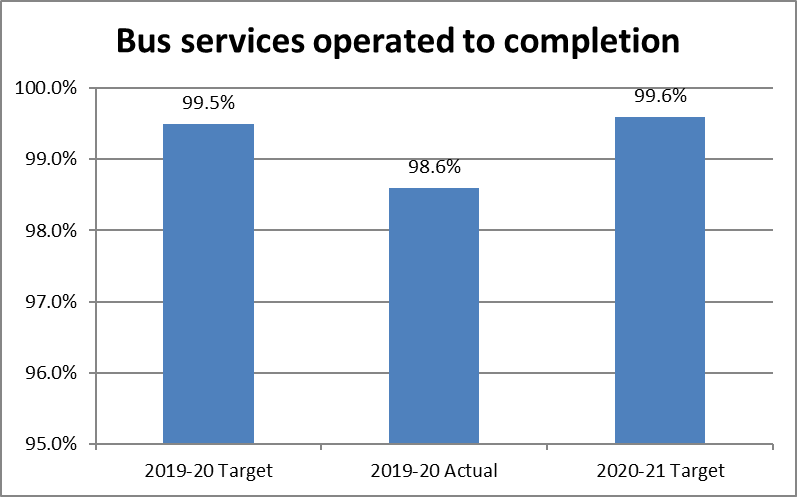 Bus services operated to completion
100.0%
99.0%
98.0%
97.0%
96.0%
95.0%
99.5%
98.6%
99.6%
2019-20 Target
2019-20 Actual
2020-21 Target